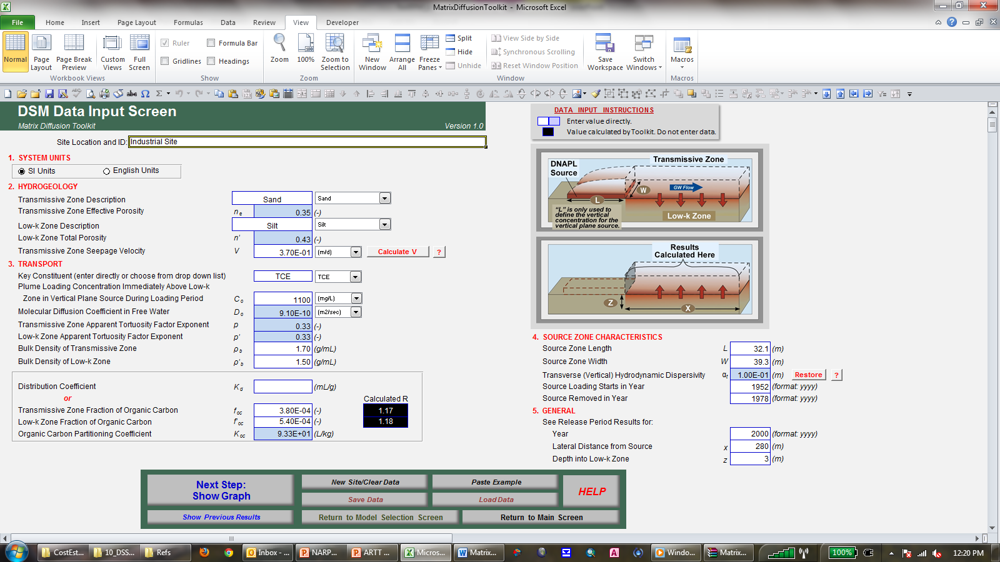 MatrixDiffusionToolkit - Microsoft Excel
File Home Insert Page Layout Formulas Data Review View Developer
Normal Page Layout Page Break Preview Custom Views Full Screen
Workbook Views
Ruler Formula Bar
Gridlines Headings
Show
Zoom 100% Zoom to Selection
Zoom
New Window Arrange All Freeze Panes
Split
Hide
Unhide
View Side by Side
Synchronous Scrolling
Reset Window Position
Window
Save Workspace Switch Windows
Macros
Macros
DSM Data Input Screen
Matrix Diffusion Toolkit Version 1.0
Site Location and ID: Industrial Site
1. SYSTEM UNITS
SI Units English Units
2. HYDROGEOLOGY
Transmissive Zone Description Sand Sand
Transmissive Zone Effective Porosity ne 0.35 (-)
Low-k Zone Description Silt Silt
Low-k Zone Total Porosity n' 0.43 (-)
Transmissive Zone Seepage Velocity V 3.70E-01 (m/d) Calculate V ?
3. TRANSPORT
Key Constituent (enter directly or choose from drop down list) TCE TCE
Plume Loading Concentration Immediately Above Low-k
Zone in Vertical Plane Source During Loading Period Co 1100 (mg/L)
Molecular Diffusion Coefficient in Free Water Do 9.10E-10 (m2/sec)
Transmissive Zone Apparent Tortuosity Factor Exponent p 0.33 (-)
Low-k Zone Apparent Tortuosity Factor Exponent p' 0.33 (-)
Bulk Density of Transmissive Zone ρb 1.70 (g/mL)
Bulk Density of Low-k Zone ρ'b 1.50 (g/mL)
Distribution Coefficient Kd (mL/g)
or Calculated R
Transmissive Zone Fraction of Organic Carbon foc 3.80E-04 (-) 1.17
Low-k Zone Fraction of Organic Carbon f'oc 5.40E-04 (-) 1.18
Organic Carbon Partitioning Coefficient Koc 9.33E+01 (L/kg)
DATA INPUT INSTRUCTIONS
Enter value directly.
Value calculated by Toolkit. Do not enter data.
DNAPL Source
Transmissive Zone
W
GW Flow
L
"L" is only used to
define the vertical
concentration for the
vertical plane source.
Low-k Zone
Results
Calculated Here
Z
X
4. SOURCE ZONE CHARACTERISTICS
Source Zone Length L 32.1 (m)
Source Zone Width W 39.3 (m)
Transverse (Vertical) Hydrodynamic Dispersivity αt 1.00E-01 (m) Restore ?
Source Loading Starts in Year 1952 (format: yyyy)
Source Removed in Year 1978 (format: yyyy)
5. GENERAL
See Release Period Results for:
Year 2000 (format: yyyy)
Lateral Distance from Source x 280 (m)
Depth into Low-k Zone z 3 (m)
Next Step:
Show Graph
New Site/Clear Data Paste Example
Save Data Load Data
HELP
Show Previous Results Return to Model Selection Screen Return to Main Screen
CostEst... 10_DSS... Refs Inbox - ... NARP... ARTT ... Micros... Matrix... Windo... Matrix... 100% 12:20 PM